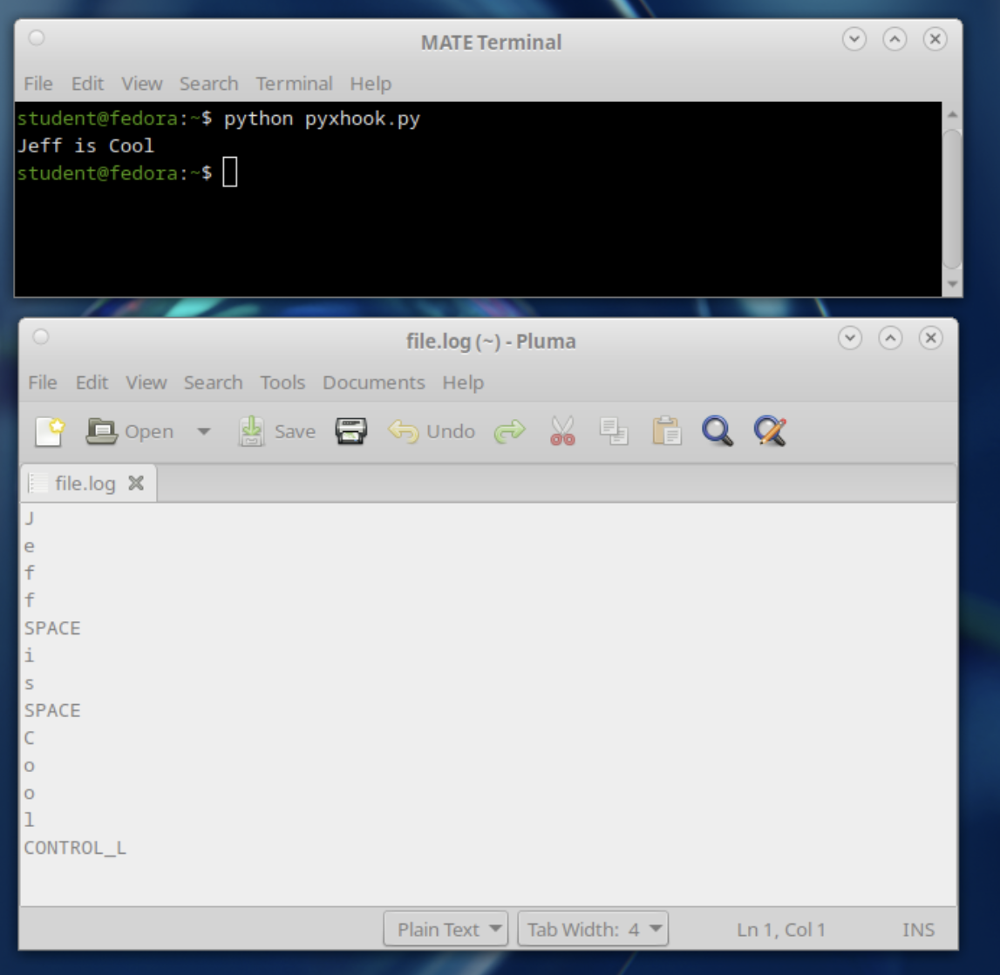 MATE Terminal
File Edit View Search Terminal Help
student@fedora:~$ python pyxhook.py
Jeff is Cool
student@fedora:~$
file.log (~) - Pluma
File Edit View Search Tools Documents Help
Open Save Undo
file.log
J
e
f
f
SPACE
i
s
SPACE
C
o
o
l
CONTROL_L
Plain Text Tab Width: 4 Ln 1, Col 1 INS